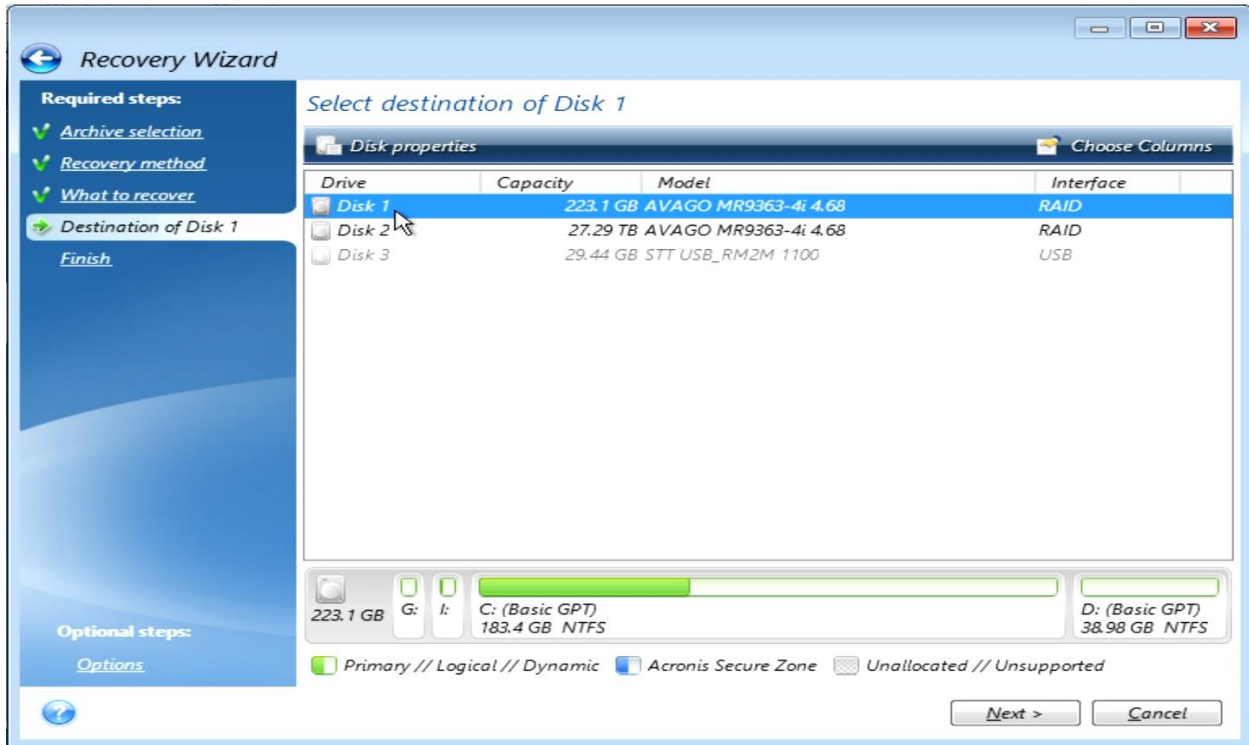 Recovery Wizard
Required steps:
Archive selection
Recovery method
What to recover
Destination of Disk 1
Finish
Optional steps:
Options
Select destination of Disk 1
Disk properties Choose Columns
Drive Capacity Model Interface
Disk 1 223.1 GB AVAGO MR9363-4i 4.68 RAID
Disk 2 27.29 TB AVAGO MR9363-4i 4.68 RAID
Disk 3 29.44 GB STT USB_RM2M 1100 USB
223.1 GB
G:
I:
C: (Basic GPT)
183.4 GB NTFS
D: (Basic GPT)
38.98 GB NTFS
Primary // Logical // Dynamic Acronis Secure Zone Unallocated // Unsupported
?
Next > Cancel